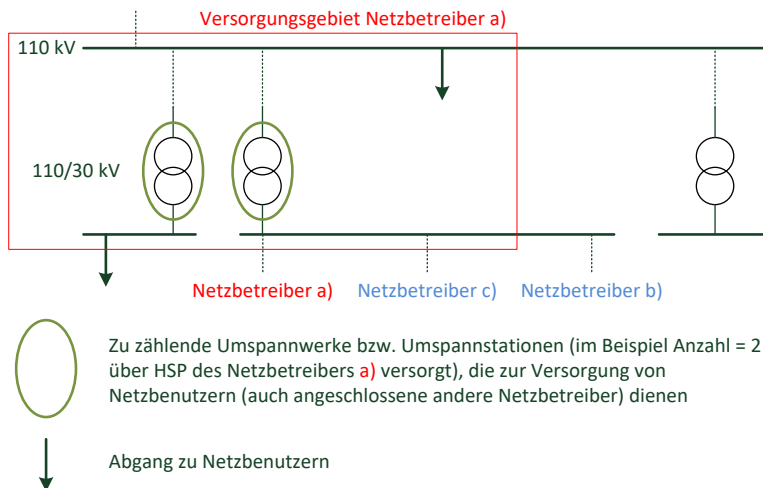 Versorgungsgebiet Netzbetreiber a)
110 kV
110/30 kV
Netzbetreiber a) Netzbetreiber c) Netzbetreiber b)
Zu zählende Umspannwerke bzw. Umspannstationen (im Beispiel Anzahl = 2
über HSP des Netzbetreibers a) versorgt), die zur Versorgung von
Netzbenutzern (auch angeschlossene andere Netzbetreiber) dienen
Abgang zu Netzbenutzern